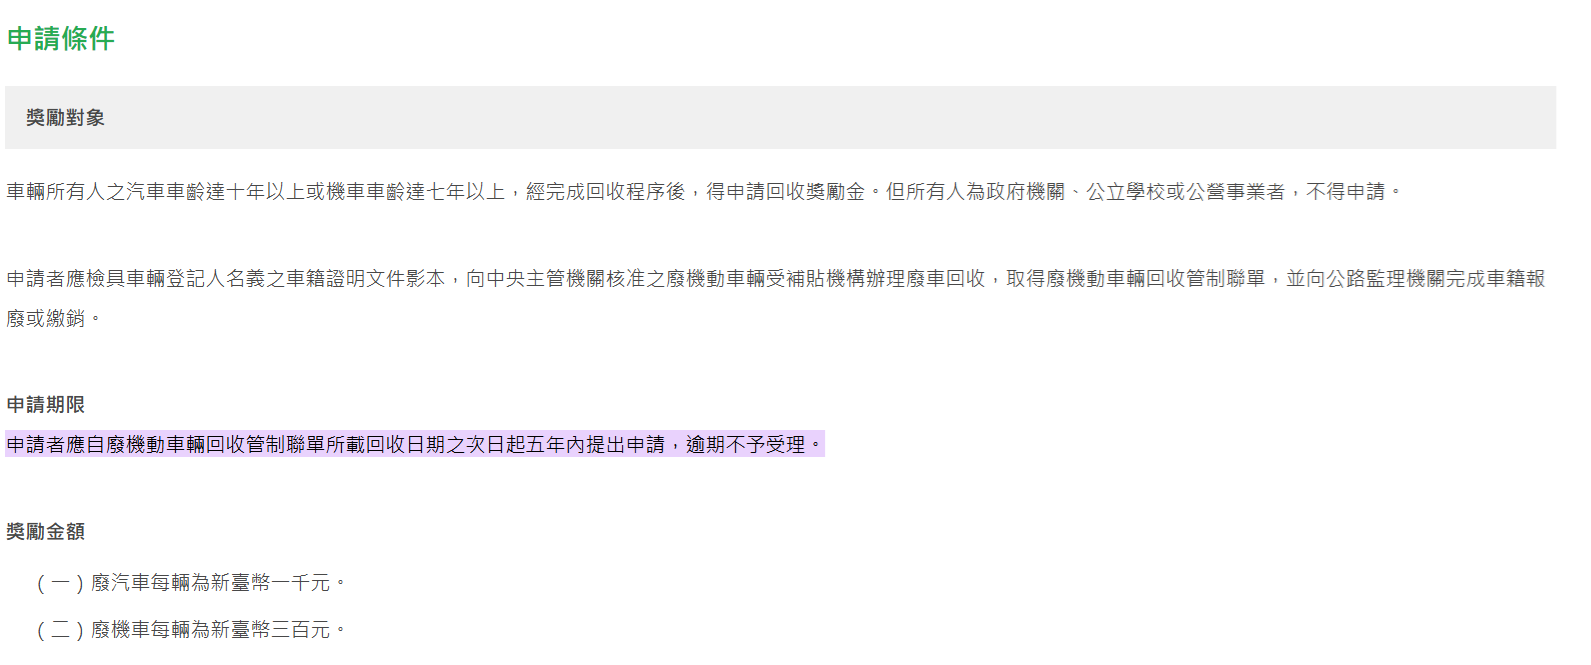 申請條件
獎勵對象
車輛所有人之汽車車齡達十年以上或機車車齡達七年以上，經完成回收程序後，得申請回收獎勵金。但所有人為政府機關、公立學校或公營事業者，不得申請。
申請者應檢具車輛登記人名義之車籍證明文件影本，向中央主管機關核准之廢機動車輛受補貼機構辦理廢車回收，取得廢機動車輛回收管制聯單，並向公路監理機關完成車籍報
廢或繳銷。
申請期限
申請者應自廢機動車輛回收管制聯單所載回收日期之次日起五年內提出申請，逾期不予受理。
獎勵金額
（一）廢汽車每輛為新臺幣一千元。
（二）廢機車每輛為新臺幣三百元。